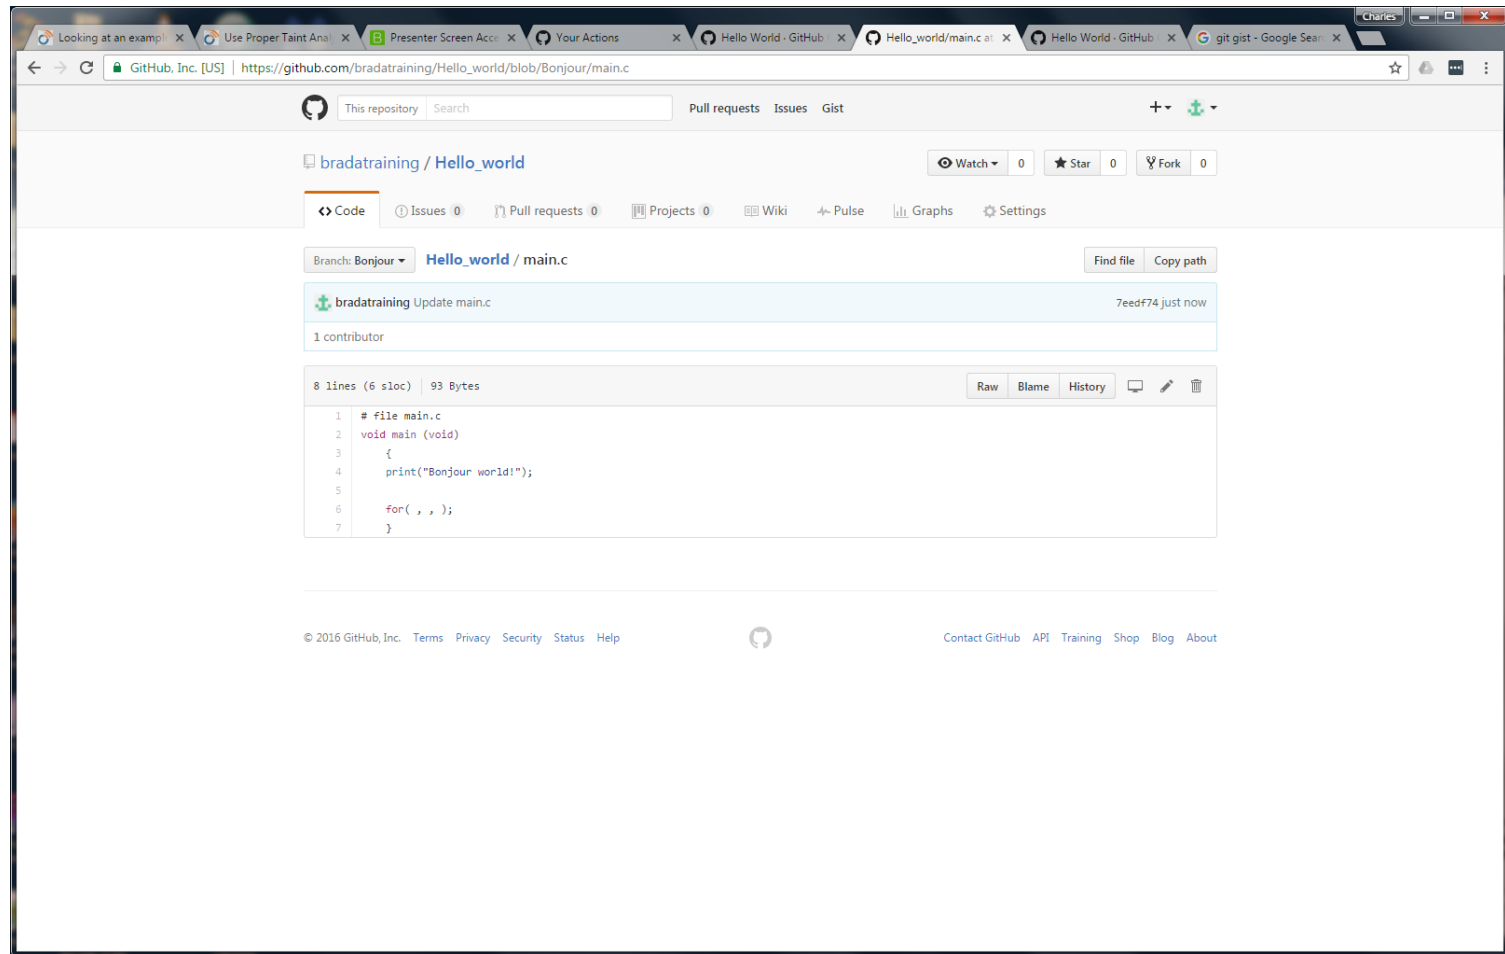 Charles
Looking at an exampl
Use Proper Taint Anal
Presenter Screen Acce
Your Actions
Hello World · GitHub
Hello_world/main.c at
Hello World · GitHub
git gist - Google Searc
GitHub, Inc. [US] | https://github.com/bradatraining/Hello_world/blob/Bonjour/main.c
This repository Search Pull requests Issues Gist
bradatraining / Hello_world Watch 0 Star 0 Fork 0
Code Issues 0 Pull requests 0 Projects 0 Wiki Pulse Graphs Settings
Branch: Bonjour Hello_world / main.c Find file Copy path
bradatraining Update main.c 7eedf74 just now
1 contributor
8 lines (6 sloc) 93 Bytes Raw Blame History
1 # file main.c
2 void main (void)
3 {
4 print("Bonjour world!");
5
6 for( , , );
7 }
© 2016 GitHub, Inc. Terms Privacy Security Status Help Contact GitHub API Training Shop Blog About